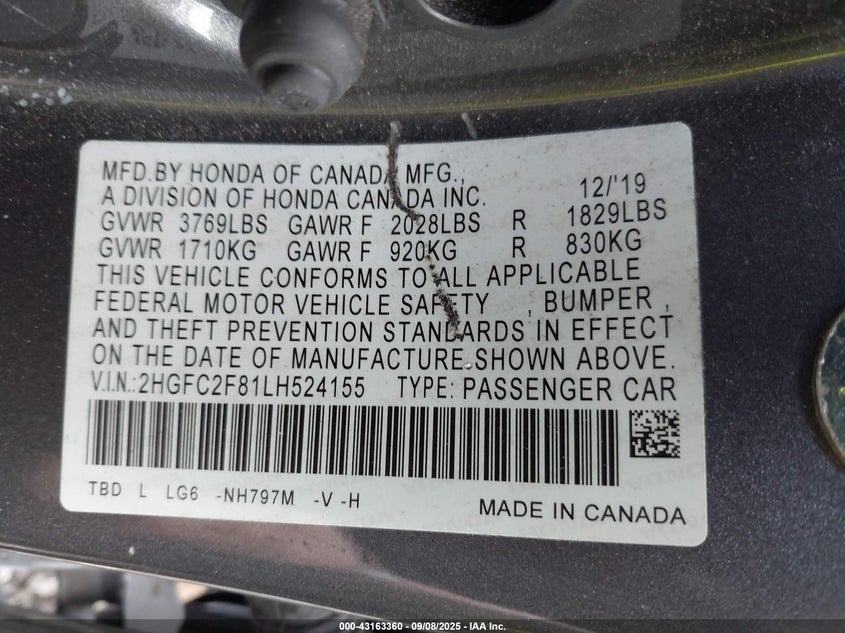 MFD.BY HONDA OF CANADA MFG.,
A DIVISION OF HONDA CANADA INC. 12/'19
GVWR 3769LBS GAWR F 2028LBS R 1829LBS
GVWR 1710KG GAWR F 920KG R 830KG
THIS VEHICLE CONFORMS TO ALL APPLICABLE
FEDERAL MOTOR VEHICLE SAFETY , BUMPER ,
AND THEFT PREVENTION STANDARDS IN EFFECT
ON THE DATE OF MANUFACTURE SHOWN ABOVE.
V.I.N.:2HGFC2F81LH524155 TYPE: PASSENGER CAR
TBD L LG6 -NH797M -V -H
MADE IN CANADA
000-43163360 - 09/08/2025 - IAA Inc.